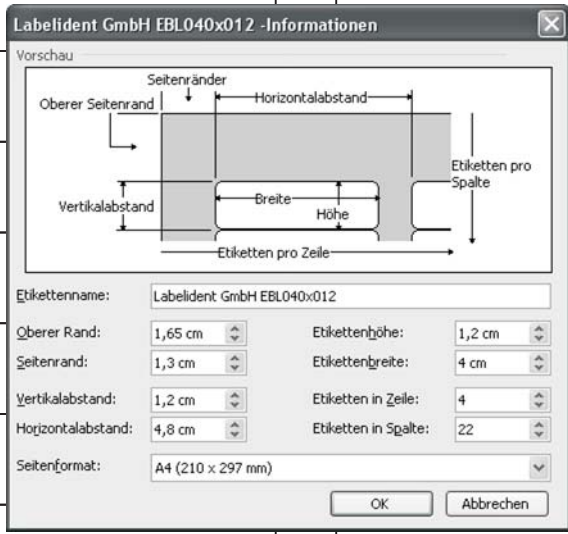 Labelident GmbH EBL040x012 -Informationen
Vorschau
Seitenränder
Oberer Seitenrand
Horizontalabstand
Etiketten pro
Spalte
Vertikalabstand
Breite
Höhe
Etiketten pro Zeile
Etikettenname: Labelident GmbH EBL040x012
Oberer Rand: 1,65 cm Etikettenhöhe: 1,2 cm
Seitenrand: 1,3 cm Etikettenbreite: 4 cm
Vertikalabstand: 1,2 cm Etiketten in Zeile: 4
Horizontalabstand: 4,8 cm Etiketten in Spalte: 22
Seitenformat: A4 (210 x 297 mm)
OK Abbrechen